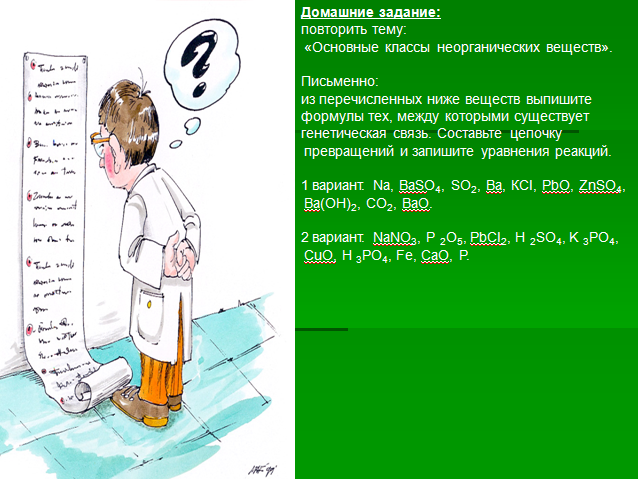 Домашние задание:
повторить тему:
«Основные классы неорганических веществ».
Письменно:
из перечисленных ниже веществ выпишите
формулы тех, между которыми существует
генетическая связь. Составьте цепочку
превращений и запишите уравнения реакций.
1 вариант. Na, BaSO₄, SO₂, Ba, KCl, PbO, ZnSO₄,
Ba(OH)₂, CO₂, BaO.
2 вариант. NaNO₃, P ₂O₅, PbCl₂, H ₂SO₄, K ₃PO₄,
CuO, H ₃PO₄, Fe, CaO, P.
?